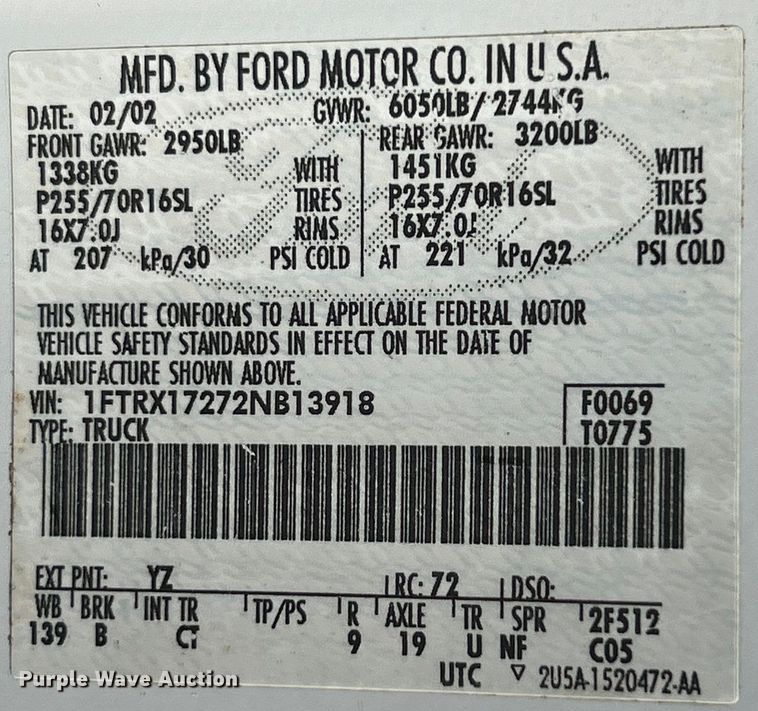 MFD. BY FORD MOTOR CO. IN U.S.A.
DATE: 02/02 GVWR: 6050LB/2744KG
FRONT GAWR: 2950LB REAR GAWR: 3200LB
1338KG WITH 1451KG WITH
P255/70R16SL TIRES P255/70R16SL TIRES
16X7.0J RIMS 16X7.0J RIMS
AT 207 kPa/30 PSI COLD AT 221 kPa/32 PSI COLD
THIS VEHICLE CONFORMS TO ALL APPLICABLE FEDERAL MOTOR
VEHICLE SAFETY STANDARDS IN EFFECT ON THE DATE OF
MANUFACTURE SHOWN ABOVE.
VIN: 1FTRX17272NB13918 F0069
TYPE: TRUCK T0775
EXT PNT: YZ RC: 72 DSO:
WB BRK INT TR TP/PS R AXLE TR SPR 2F512
139 B CT 9 19 U NF C05
UTC ▽ 2U5A-1520472-AA
Purple Wave Auction